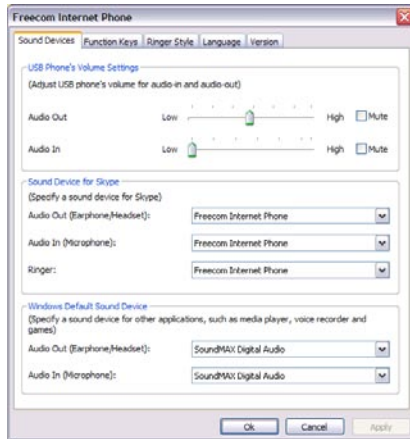 Freecom Internet Phone
Sound Devices Function Keys Ringer Style Language Version
USB Phone's Volume Settings
(Adjust USB phone's volume for audio-in and audio-out)
Audio Out Low High Mute
Audio In Low High Mute
Sound Device for Skype
(Specify a sound device for Skype)
Audio Out (Earphone/Headset): Freecom Internet Phone
Audio In (Microphone): Freecom Internet Phone
Ringer: Freecom Internet Phone
Windows Default Sound Device
(Specify a sound device for other applications, such as media player, voice recorder and
games)
Audio Out (Earphone/Headset): SoundMAX Digital Audio
Audio In (Microphone): SoundMAX Digital Audio
Ok Cancel Apply